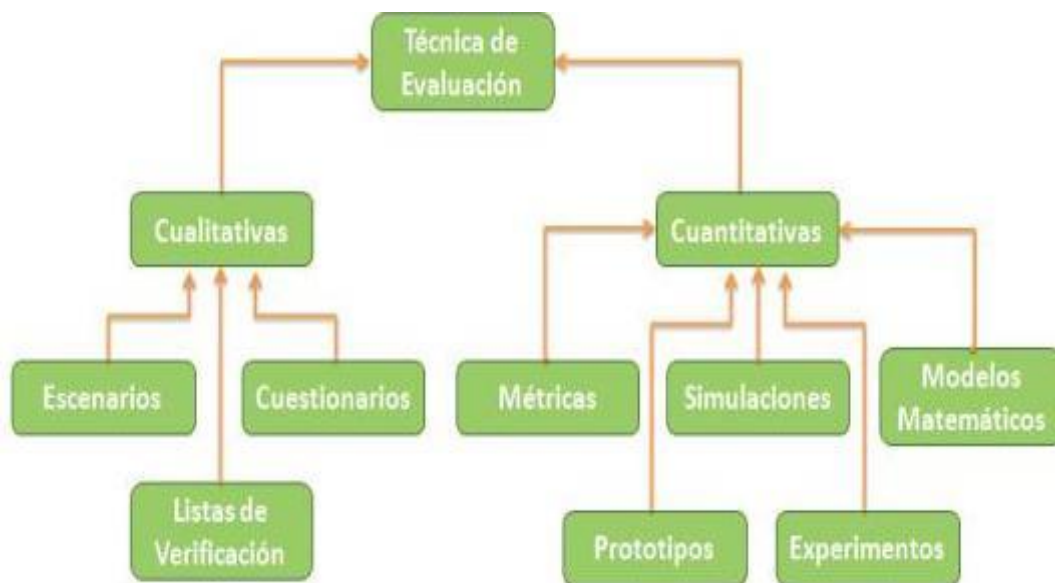 Técnica de
Evaluación
Cualitativas
Cuantitativas
Escenarios
Cuestionarios
Métricas
Simulaciones
Modelos
Matemáticos
Listas de
Verificación
Prototipos
Experimentos